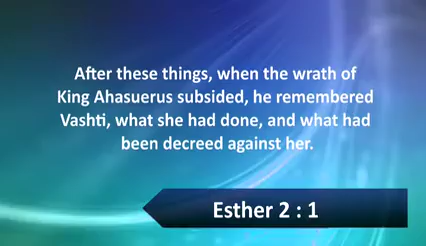 After these things, when the wrath of
King Ahasuerus subsided, he remembered
Vashti, what she had done, and what had
been decreed against her.
Esther 2 : 1